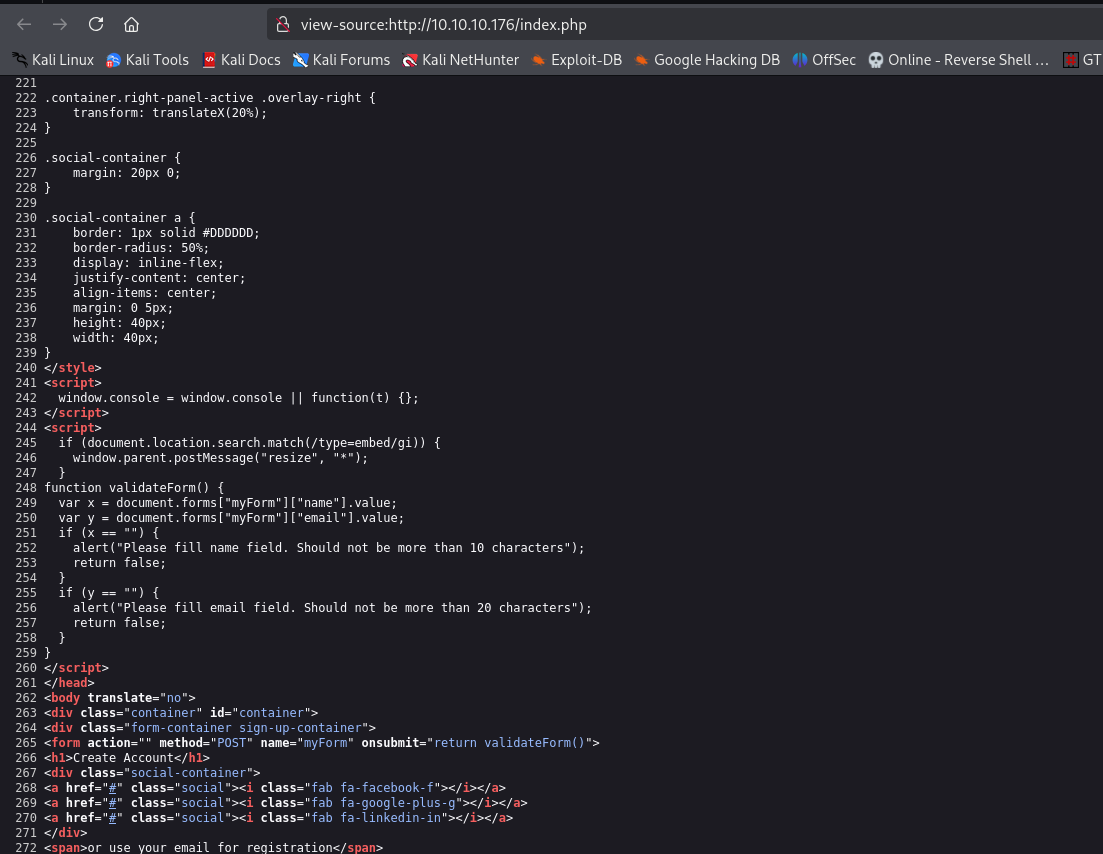 view-source:http://10.10.10.176/index.php
Kali Linux Kali Tools Kali Docs Kali Forums Kali NetHunter Exploit-DB Google Hacking DB OffSec Online - Reverse Shell ... GT
221
222 .container.right-panel-active .overlay-right {
223     transform: translateX(20%);
224 }
225
226 .social-container {
227     margin: 20px 0;
228 }
229
230 .social-container a {
231     border: 1px solid #DDDDDD;
232     border-radius: 50%;
233     display: inline-flex;
234     justify-content: center;
235     align-items: center;
236     margin: 0 5px;
237     height: 40px;
238     width: 40px;
239 }
240 </style>
241 <script>
242   window.console = window.console || function(t) {};
243 </script>
244 <script>
245   if (document.location.search.match(/type=embed/gi)) {
246     window.parent.postMessage("resize", "*");
247   }
248 function validateForm() {
249   var x = document.forms["myForm"]["name"].value;
250   var y = document.forms["myForm"]["email"].value;
251   if (x == "") {
252     alert("Please fill name field. Should not be more than 10 characters");
253     return false;
254   }
255   if (y == "") {
256     alert("Please fill email field. Should not be more than 20 characters");
257     return false;
258   }
259 }
260 </script>
261 </head>
262 <body translate="no">
263 <div class="container" id="container">
264 <div class="form-container sign-up-container">
265 <form action="" method="POST" name="myForm" onsubmit="return validateForm()">
266 <h1>Create Account</h1>
267 <div class="social-container">
268 <a href="#" class="social"><i class="fab fa-facebook-f"></i></a>
269 <a href="#" class="social"><i class="fab fa-google-plus-g"></i></a>
270 <a href="#" class="social"><i class="fab fa-linkedin-in"></i></a>
271 </div>
272 <span>or use your email for registration</span>